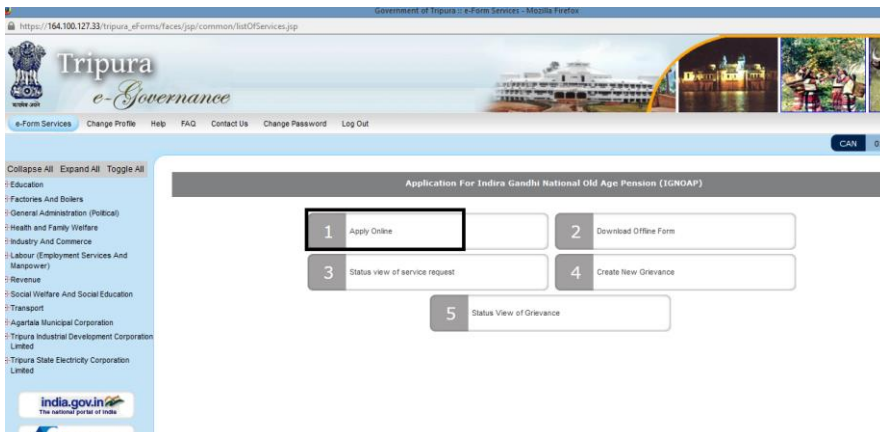 Government of Tripura :: e-Form Services - Mozilla Firefox
https://164.100.127.33/tripura_eForms/faces/jsp/common/listOfServices.jsp
Tripura
e-Governance
सत्यमेव जयते
e-Form Services Change Profile Help FAQ Contact Us Change Password Log Out
CAN 0
Collapse All Expand All Toggle All
Education
Factories And Boilers
General Administration (Political)
Health and Family Welfare
Industry And Commerce
Labour (Employment Services And
Manpower)
Revenue
Social Welfare And Social Education
Transport
Agartala Municipal Corporation
Tripura Industrial Development Corporation
Limited
Tripura State Electricity Corporation
Limited
india.gov.in
The national portal of India
Application For Indira Gandhi National Old Age Pension (IGNOAP)
1 Apply Online
2 Download Offline Form
3 Status view of service request
4 Create New Grievance
5 Status View of Grievance